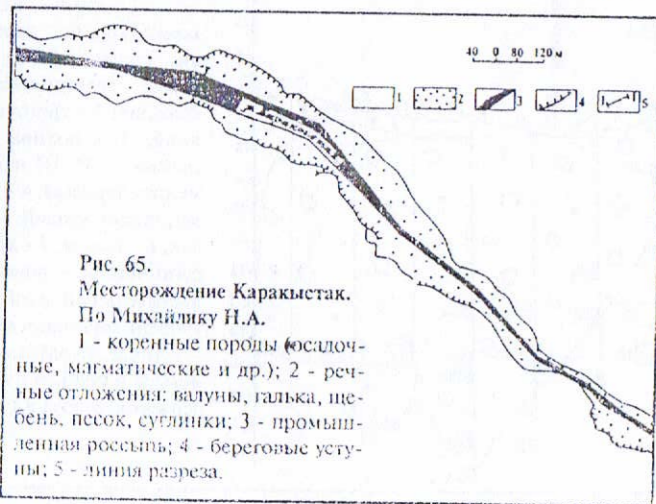 40 0 80 120 м
1 2 3 4 5
Рис. 65.
Месторождение Каракыстак.
По Михайлику Н.А.
1 - коренные породы (осадоч-
ные, магматические и др.); 2 - реч-
ные отложения: валуны, галька, ще-
бень, песок, суглинки; 3 - промыш-
ленная россыпь; 4 - береговые усту-
пы; 5 - линия разреза.